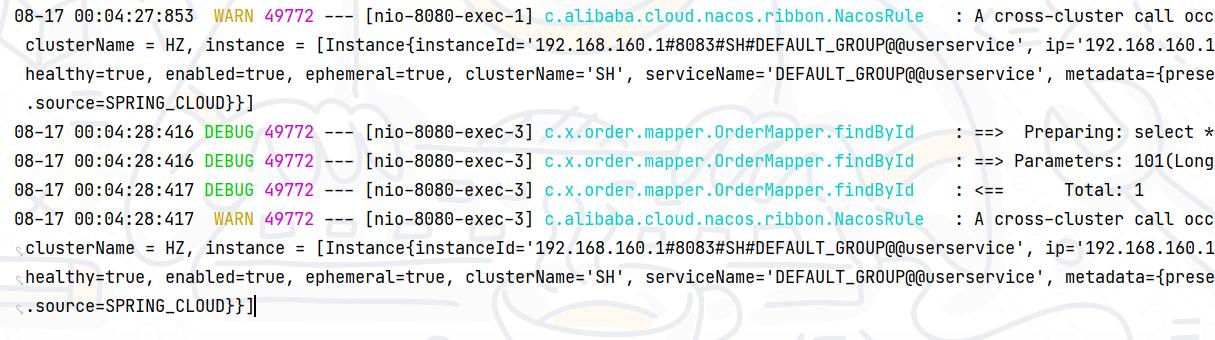 08-17 00:04:27:853  WARN 49772 --- [nio-8080-exec-1] c.alibaba.cloud.nacos.ribbon.NacosRule   : A cross-cluster call occ
clusterName = HZ, instance = [Instance{instanceId='192.168.160.1#8083#SH#DEFAULT_GROUP@@userservice', ip='192.168.160.1
healthy=true, enabled=true, ephemeral=true, clusterName='SH', serviceName='DEFAULT_GROUP@@userservice', metadata={prese
.source=SPRING_CLOUD}}]
08-17 00:04:28:416 DEBUG 49772 --- [nio-8080-exec-3] c.x.order.mapper.OrderMapper.findById    : ==>  Preparing: select *
08-17 00:04:28:416 DEBUG 49772 --- [nio-8080-exec-3] c.x.order.mapper.OrderMapper.findById    : ==> Parameters: 101(Long
08-17 00:04:28:417 DEBUG 49772 --- [nio-8080-exec-3] c.x.order.mapper.OrderMapper.findById    : <==      Total: 1
08-17 00:04:28:417  WARN 49772 --- [nio-8080-exec-3] c.alibaba.cloud.nacos.ribbon.NacosRule   : A cross-cluster call occ
clusterName = HZ, instance = [Instance{instanceId='192.168.160.1#8083#SH#DEFAULT_GROUP@@userservice', ip='192.168.160.1
healthy=true, enabled=true, ephemeral=true, clusterName='SH', serviceName='DEFAULT_GROUP@@userservice', metadata={prese
.source=SPRING_CLOUD}}]